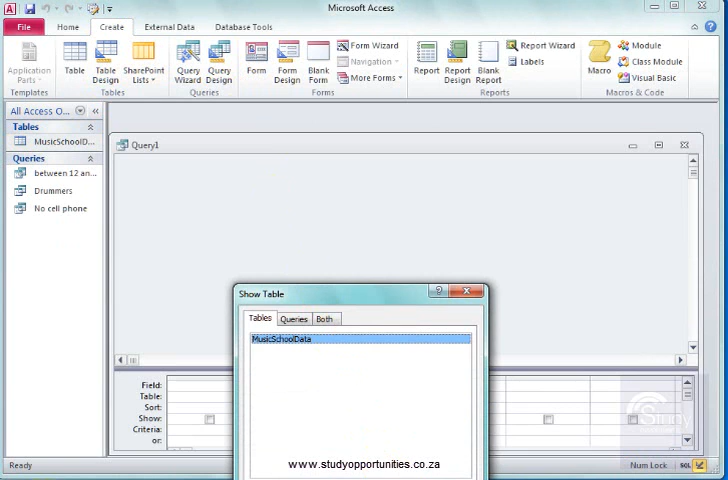 Microsoft Access
File Home Create External Data Database Tools
Application Parts
Table
Table Design
SharePoint Lists
Query Wizard
Query Design
Form
Form Design
Blank Form
Form Wizard
Navigation
More Forms
Report
Report Design
Blank Report
Report Wizard
Labels
Macro
Module
Class Module
Visual Basic
Templates Tables Queries Forms Reports Macros & Code
All Access O...
Tables
MusicSchoolD...
Queries
between 12 an...
Drummers
No cell phone
Query1
Show Table
Tables Queries Both
MusicSchoolData
Field:
Table:
Sort:
Show:
Criteria:
or:
Study
www.studyopportunities.co.za
Ready Num Lock SQL